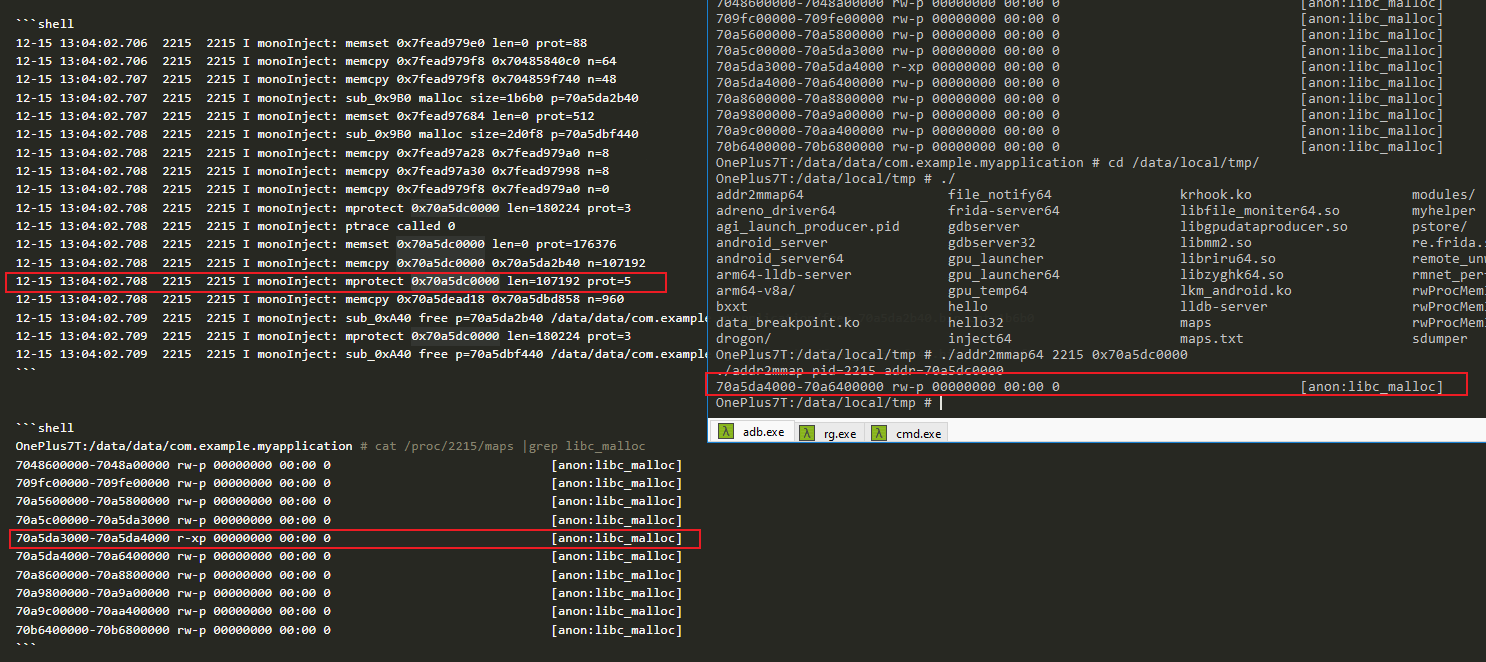 ```shell
12-15 13:04:02.706  2215  2215 I monoInject: memset 0x7fead979e0 len=0 prot=88
12-15 13:04:02.706  2215  2215 I monoInject: memcpy 0x7fead979f8 0x70485840c0 n=64
12-15 13:04:02.707  2215  2215 I monoInject: memcpy 0x7fead979f8 0x704859f740 n=48
12-15 13:04:02.707  2215  2215 I monoInject: sub_0x9B0 malloc size=1b6b0 p=70a5da2b40
12-15 13:04:02.707  2215  2215 I monoInject: memset 0x7fead97684 len=0 prot=512
12-15 13:04:02.708  2215  2215 I monoInject: sub_0x9B0 malloc size=2d0f8 p=70a5dbf440
12-15 13:04:02.708  2215  2215 I monoInject: memcpy 0x7fead97a28 0x7fead979a0 n=8
12-15 13:04:02.708  2215  2215 I monoInject: memcpy 0x7fead97a30 0x7fead97998 n=8
12-15 13:04:02.708  2215  2215 I monoInject: memcpy 0x7fead979f8 0x7fead979a0 n=0
12-15 13:04:02.708  2215  2215 I monoInject: mprotect 0x70a5dc0000 len=180224 prot=3
12-15 13:04:02.708  2215  2215 I monoInject: ptrace called 0
12-15 13:04:02.708  2215  2215 I monoInject: memset 0x70a5dc0000 len=0 prot=176376
12-15 13:04:02.708  2215  2215 I monoInject: memcpy 0x70a5dc0000 0x70a5da2b40 n=107192
12-15 13:04:02.708  2215  2215 I monoInject: mprotect 0x70a5dc0000 len=107192 prot=5
12-15 13:04:02.708  2215  2215 I monoInject: memcpy 0x70a5dead18 0x70a5dbd858 n=960
12-15 13:04:02.709  2215  2215 I monoInject: sub_0xA40 free p=70a5da2b40 /data/data/com.example
12-15 13:04:02.709  2215  2215 I monoInject: mprotect 0x70a5dc0000 len=180224 prot=3
12-15 13:04:02.709  2215  2215 I monoInject: sub_0xA40 free p=70a5dbf440 /data/data/com.example
```
```shell
OnePlus7T:/data/data/com.example.myapplication # cat /proc/2215/maps |grep libc_malloc
7048600000-7048a00000 rw-p 00000000 00:00 0 [anon:libc_malloc]
709fc00000-709fe00000 rw-p 00000000 00:00 0 [anon:libc_malloc]
70a5600000-70a5800000 rw-p 00000000 00:00 0 [anon:libc_malloc]
70a5c00000-70a5da3000 rw-p 00000000 00:00 0 [anon:libc_malloc]
70a5da3000-70a5da4000 r-xp 00000000 00:00 0 [anon:libc_malloc]
70a5da4000-70a6400000 rw-p 00000000 00:00 0 [anon:libc_malloc]
70a8600000-70a8800000 rw-p 00000000 00:00 0 [anon:libc_malloc]
70a9800000-70a9a00000 rw-p 00000000 00:00 0 [anon:libc_malloc]
70a9c00000-70aa400000 rw-p 00000000 00:00 0 [anon:libc_malloc]
70b6400000-70b6800000 rw-p 00000000 00:00 0 [anon:libc_malloc]
```
7048600000-7048a00000 rw-p 00000000 00:00 0 [anon:libc_malloc]
709fc00000-709fe00000 rw-p 00000000 00:00 0 [anon:libc_malloc]
70a5600000-70a5800000 rw-p 00000000 00:00 0 [anon:libc_malloc]
70a5c00000-70a5da3000 rw-p 00000000 00:00 0 [anon:libc_malloc]
70a5da3000-70a5da4000 r-xp 00000000 00:00 0 [anon:libc_malloc]
70a5da4000-70a6400000 rw-p 00000000 00:00 0 [anon:libc_malloc]
70a8600000-70a8800000 rw-p 00000000 00:00 0 [anon:libc_malloc]
70a9800000-70a9a00000 rw-p 00000000 00:00 0 [anon:libc_malloc]
70a9c00000-70aa400000 rw-p 00000000 00:00 0 [anon:libc_malloc]
70b6400000-70b6800000 rw-p 00000000 00:00 0 [anon:libc_malloc]
OnePlus7T:/data/data/com.example.myapplication # cd /data/local/tmp/
OnePlus7T:/data/local/tmp # ./
addr2mmap64 file_notify64 krhook.ko modules/
adreno_driver64 frida-server64 libfile_moniter64.so myhelper
agi_launch_producer.pid gdbserver libgpudataproducer.so pstore/
android_server gdbserver32 libmm2.so re.frida.s
android_server64 gpu_launcher libriru64.so remote_unw
arm64-lldb-server gpu_launcher64 libzyghk64.so rmnet_per
arm64-v8a/ gpu_temp64 lkm_android.ko rwProcMem
bxxt hello lldb-server rwProcMem
data_breakpoint.ko hello32 maps rwProcMem
drogon/ inject64 maps.txt sdumper
OnePlus7T:/data/local/tmp # ./addr2mmap64 2215 0x70a5dc0000
./addr2mmap pid=2215 addr=70a5dc0000
70a5da4000-70a6400000 rw-p 00000000 00:00 0 [anon:libc_malloc]
OnePlus7T:/data/local/tmp #
adb.exe rg.exe cmd.exe